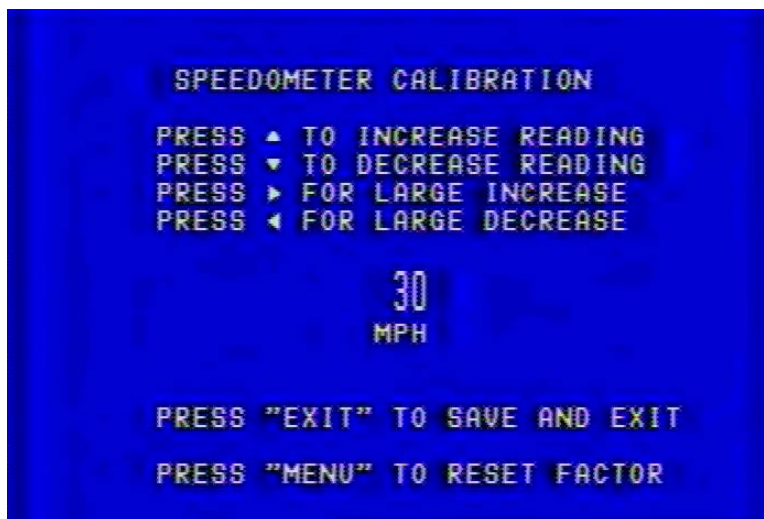 SPEEDOMETER CALIBRATION
PRESS ▲ TO INCREASE READING
PRESS ▼ TO DECREASE READING
PRESS ▶ FOR LARGE INCREASE
PRESS ◀ FOR LARGE DECREASE
30
MPH
PRESS "EXIT" TO SAVE AND EXIT
PRESS "MENU" TO RESET FACTOR